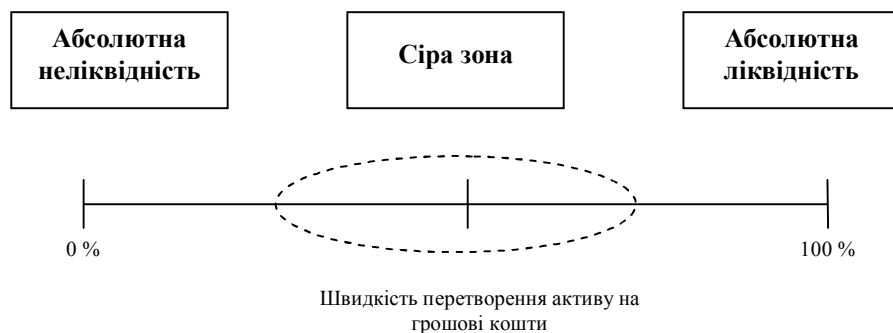 Абсолютна
неліквідність
Сіра зона
Абсолютна
ліквідність
0 %
100 %
Швидкість перетворення активу на
грошові кошти